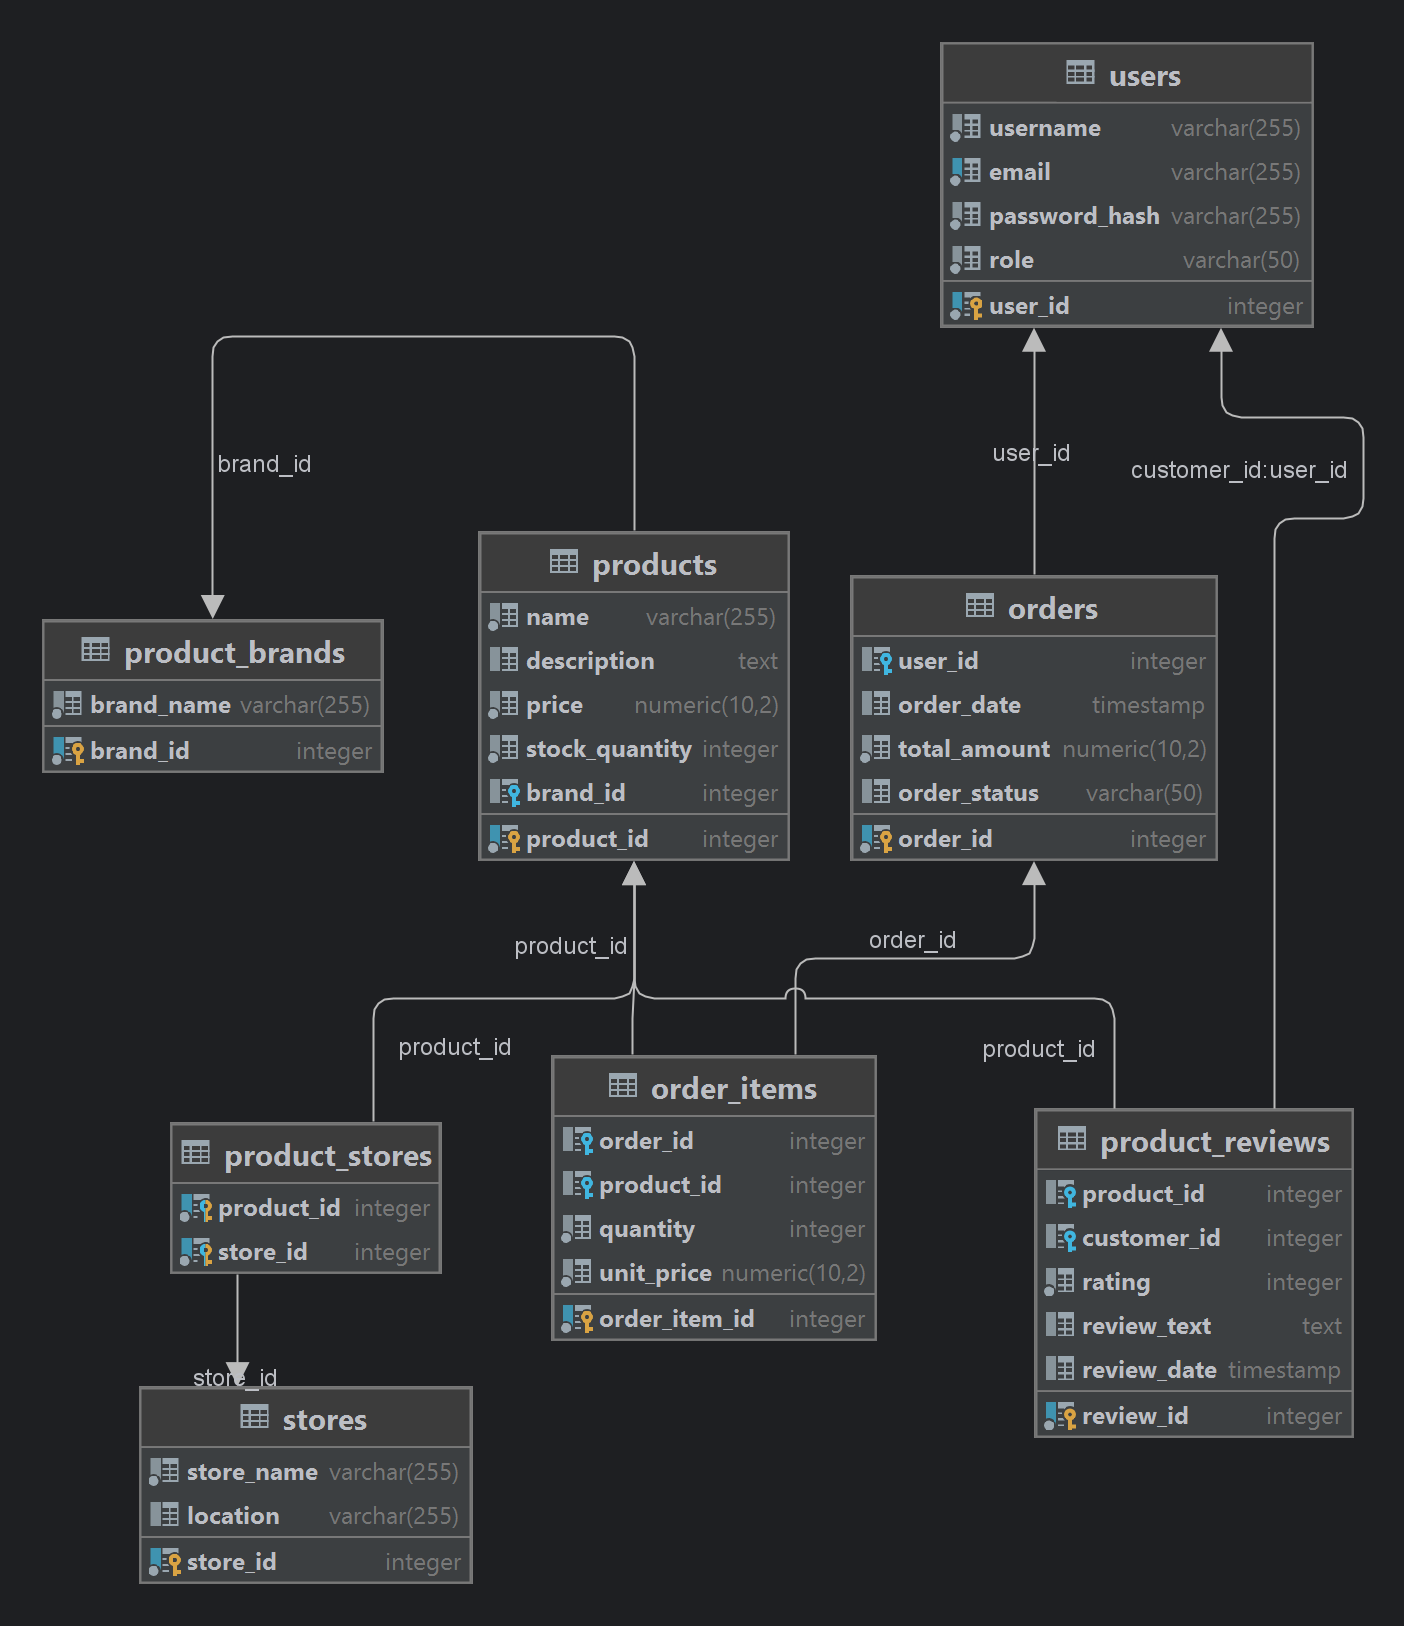 users
username varchar(255)
email varchar(255)
password_hash varchar(255)
role varchar(50)
user_id integer
brand_id
user_id
customer_id:user_id
products
name varchar(255)
description text
price numeric(10,2)
stock_quantity integer
brand_id integer
product_id integer
orders
user_id integer
order_date timestamp
total_amount numeric(10,2)
order_status varchar(50)
order_id integer
product_brands
brand_name varchar(255)
brand_id integer
product_id
order_id
product_id
product_id
product_stores
product_id integer
store_id integer
order_items
order_id integer
product_id integer
quantity integer
unit_price numeric(10,2)
order_item_id integer
product_reviews
product_id integer
customer_id integer
rating integer
review_text text
review_date timestamp
review_id integer
store_id
stores
store_name varchar(255)
location varchar(255)
store_id integer